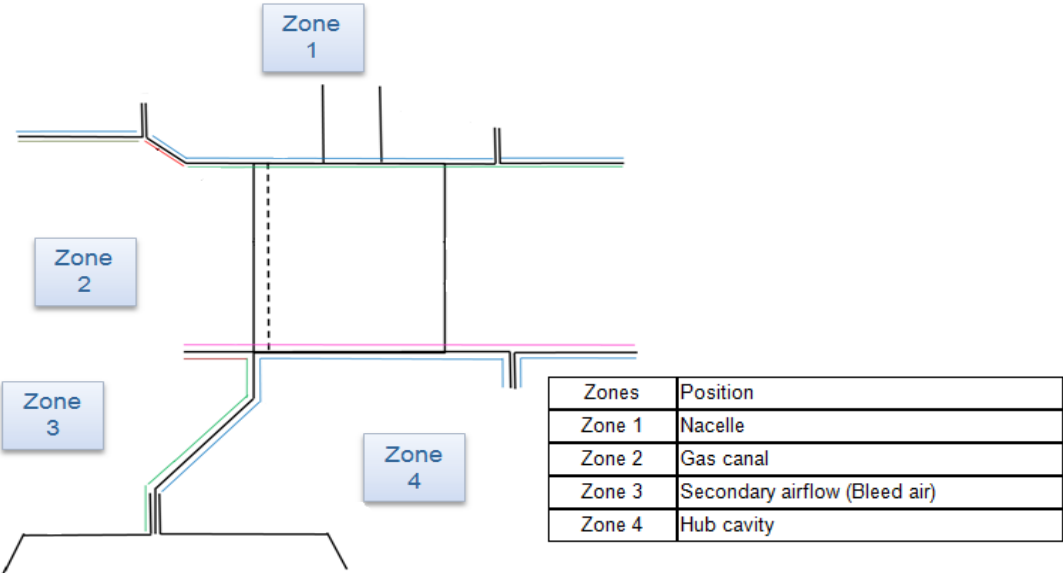 Zone
1
Zone
2
Zone
3
Zone
4
Zones Position
Zone 1 Nacelle
Zone 2 Gas canal
Zone 3 Secondary airflow (Bleed air)
Zone 4 Hub cavity